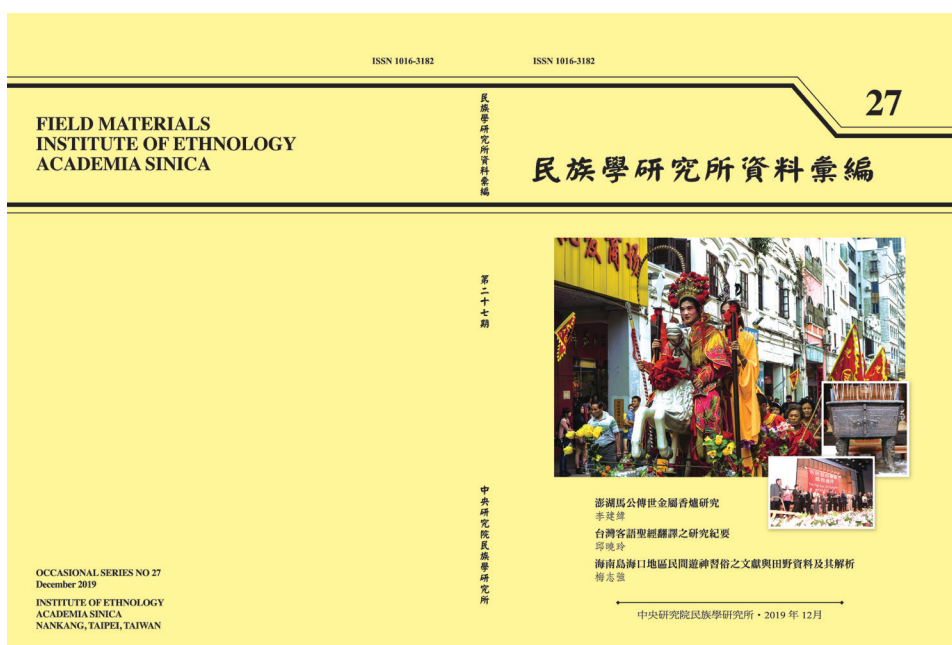 ISSN 1016-3182
FIELD MATERIALS
INSTITUTE OF ETHNOLOGY
ACADEMIA SINICA
OCCASIONAL SERIES NO 27
December 2019
INSTITUTE OF ETHNOLOGY
ACADEMIA SINICA
NANKANG, TAIPEI, TAIWAN
民族學研究所資料彙編
第二十七期
中央研究院民族學研究所
ISSN 1016-3182
27
民族學研究所資料彙編
澎湖馬公傳世金屬香爐研究
李建緯
台灣客語聖經翻譯之研究紀要
邱曉玲
海南島海口地區民間遊神習俗之文獻與田野資料及其解析
梅志強
中央研究院民族學研究所・2019 年 12月